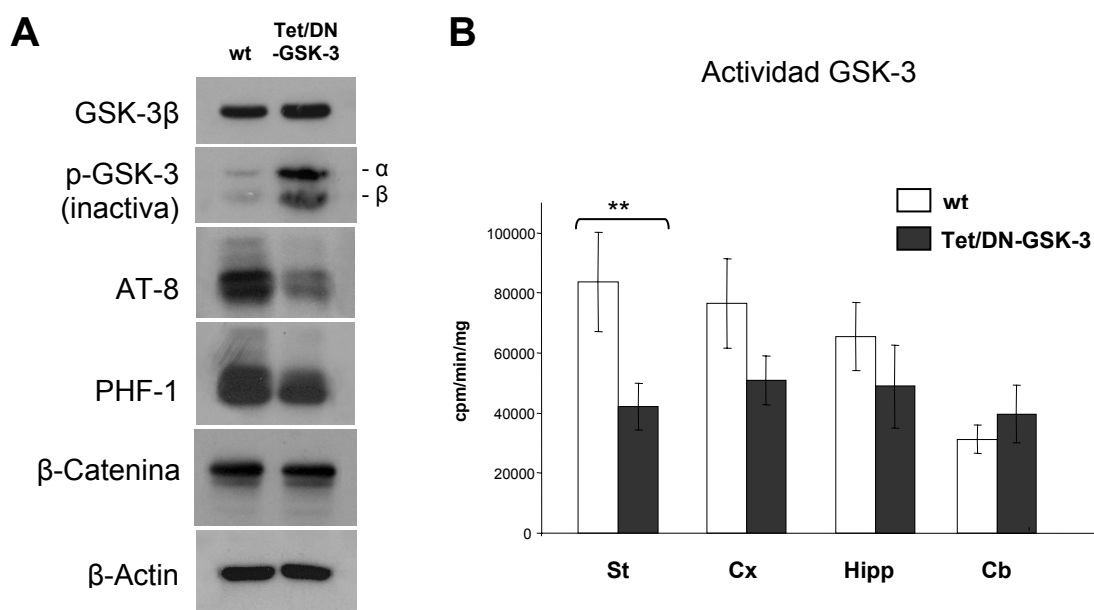 A
wt
Tet/DN
-GSK-3
GSK-3β
p-GSK-3
(inactiva)
- α
- β
AT-8
PHF-1
β-Catenina
β-Actin
B
Actividad GSK-3
wt
Tet/DN-GSK-3
**
cpm/min/mg
100000
80000
60000
40000
20000
0
St Cx Hipp Cb